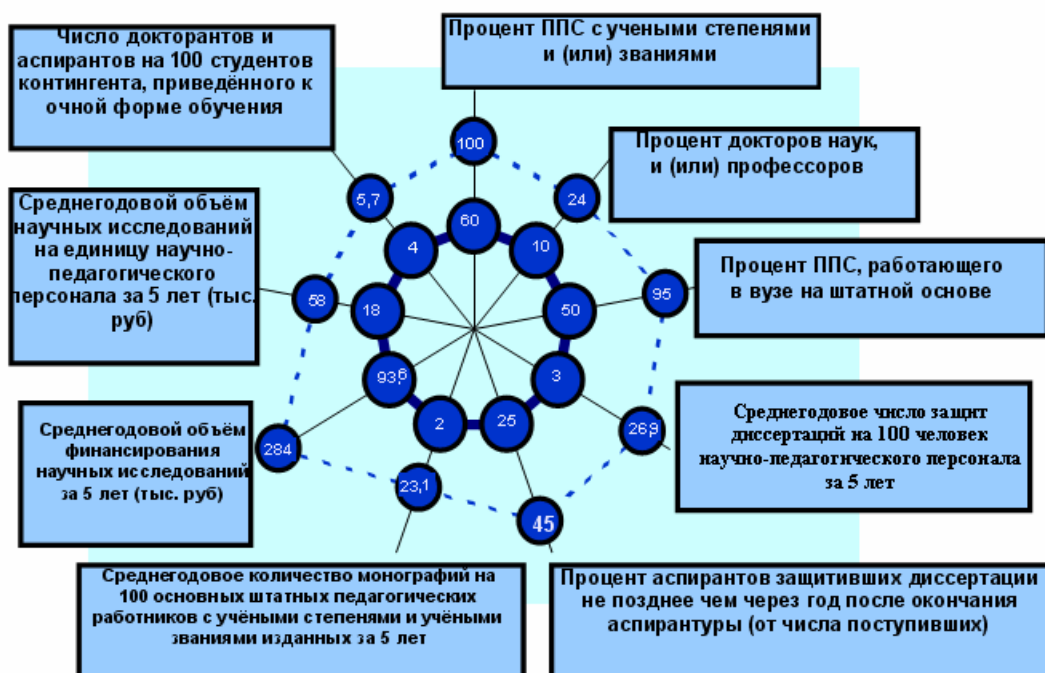 Число докторантов и
аспирантов на 100 студентов
контингента, приведённого к
очной форме обучения
Процент ППС с учеными степенями
и (или) званиями
Процент докторов наук,
и (или) профессоров
Среднегодовой объём
научных исследований
на единицу научно-
педагогического
персонала за 5 лет (тыс.
руб)
Процент ППС, работающего
в вузе на штатной основе
Среднегодовой объём
финансирования
научных исследований
за 5 лет (тыс. руб)
Среднегодовое число защит
диссертаций на 100 человек
научно-педагогического персонала
за 5 лет
Среднегодовое количество монографий на
100 основных штатных педагогических
работников с учёными степенями и учёными
званиями изданных за 5 лет
Процент аспирантов защитивших диссертации
не позднее чем через год после окончания
аспирантуры (от числа поступивших)
100
5,7
24
60
4
10
58
18
50
95
93,6
3
284
2
25
26,9
23,1
45